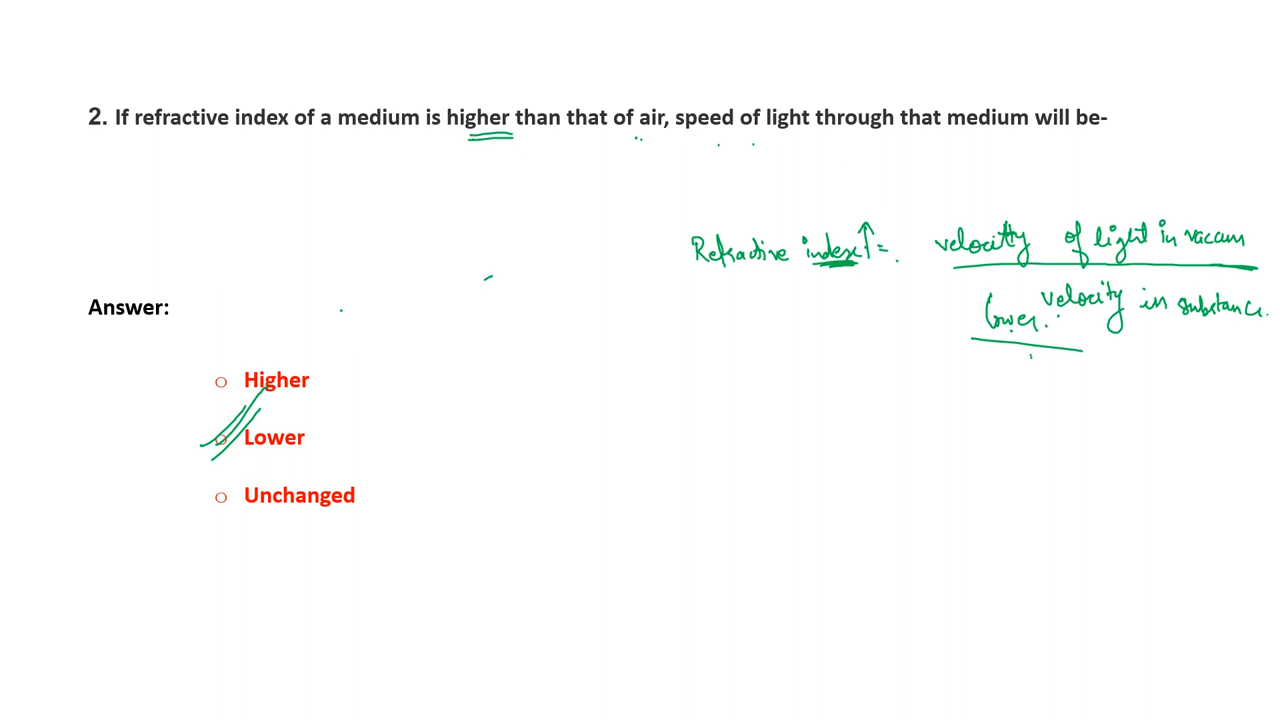 2. If refractive index of a medium is higher than that of air, speed of light through that medium will be-
Refractive index↑ = velocity of light in vacum
lower. velocity in substance.
Answer:
o Higher
o Lower
o Unchanged